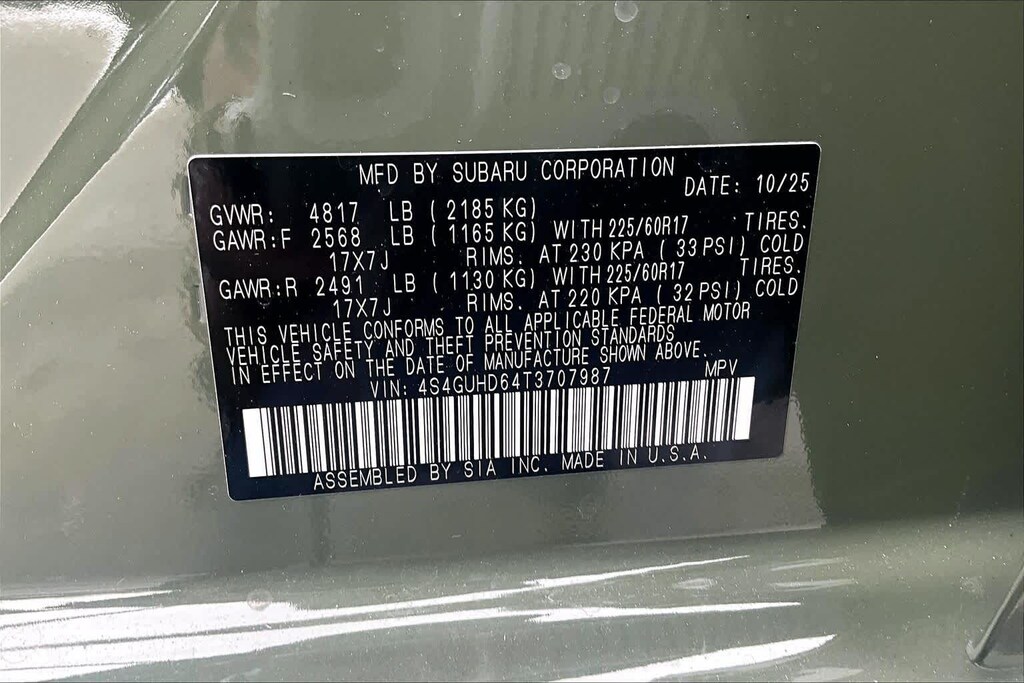 MFD BY SUBARU CORPORATION
DATE: 10/25
GVWR: 4817 LB (2185 KG)
GAWR:F 2568 LB (1165 KG) WITH 225/60R17 TIRES.
17X7J RIMS. AT 230 KPA (33 PSI) COLD
GAWR:R 2491 LB (1130 KG) WITH 225/60R17 TIRES.
17X7J RIMS. AT 220 KPA (32 PSI) COLD
THIS VEHICLE CONFORMS TO ALL APPLICABLE FEDERAL MOTOR
VEHICLE SAFETY AND THEFT PREVENTION STANDARDS
IN EFFECT ON THE DATE OF MANUFACTURE SHOWN ABOVE.
VIN: 4S4GUHD64T3707987 MPV
ASSEMBLED BY SIA INC. MADE IN U.S.A.